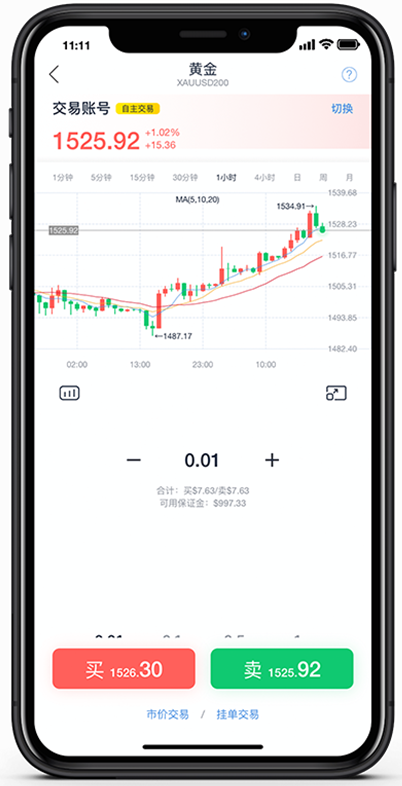 11:11
黄金
XAUUSD200
?
交易账号 自主交易 切换
1525.92 +1.02%
+15.36
1分钟 5分钟 15分钟 30分钟 1小时 4小时 日 周 月
MA(5,10,20)
1539.68
1534.91
1525.92
1528.23
1516.77
1505.31
1493.85
1487.17
1482.40
02:00 13:00 23:00 10:00
− 0.01 +
合计：买$7.63/卖$7.63
可用保证金：$997.33
买 1526.30 卖 1525.92
市价交易 / 挂单交易